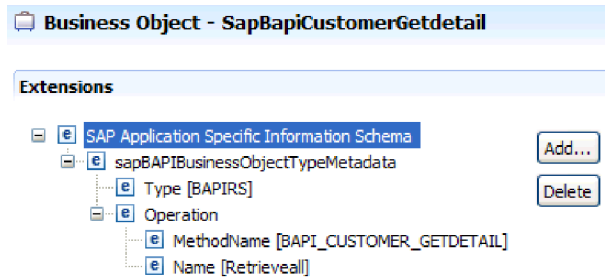 Business Object - SapBapiCustomerGetdetail
Extensions
SAP Application Specific Information Schema
Add...
sapBAPIBusinessObjectTypeMetadata
Type [BAPIRS]
Delete
Operation
MethodName [BAPI_CUSTOMER_GETDETAIL]
Name [Retrieveall]